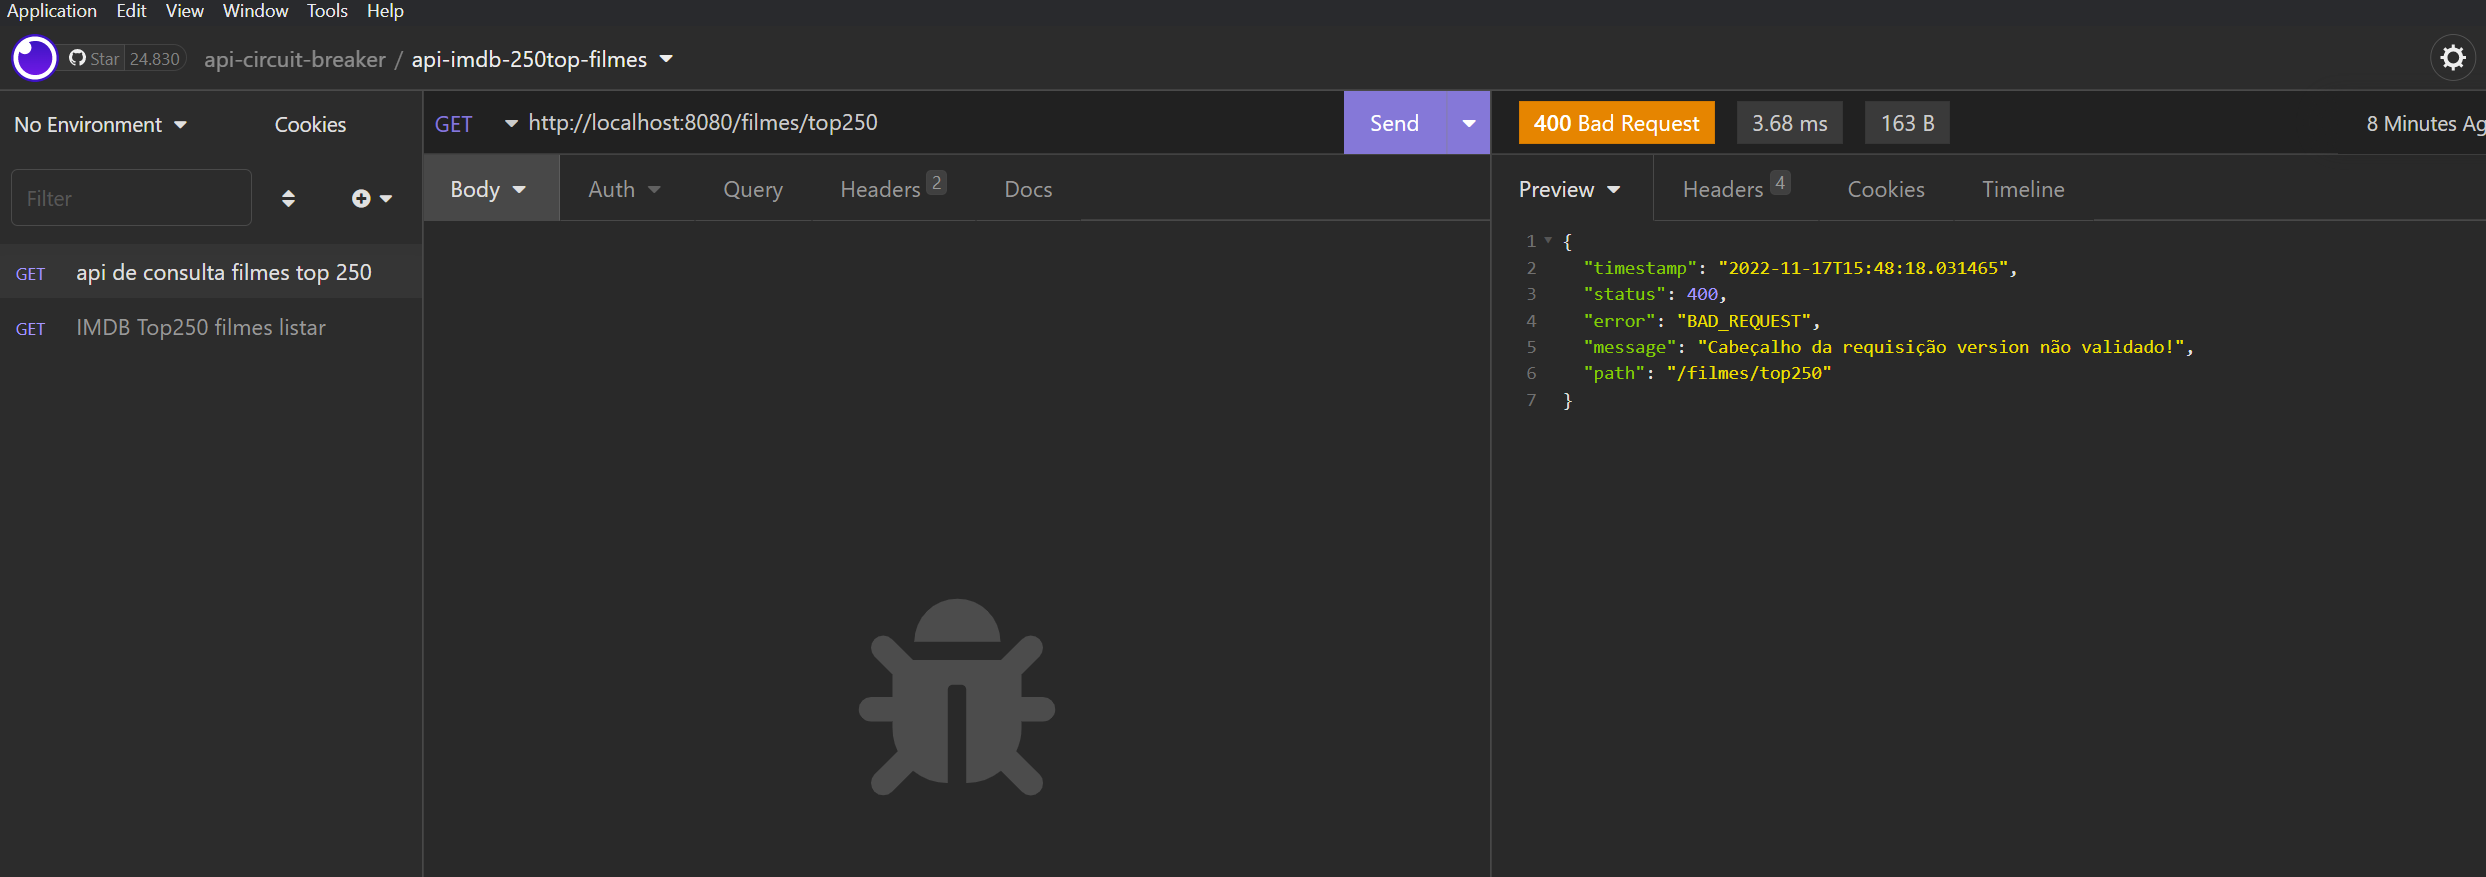 Application Edit View Window Tools Help
Star 24.830 api-circuit-breaker / api-imdb-250top-filmes
No Environment Cookies
GET http://localhost:8080/filmes/top250 Send
400 Bad Request 3.68 ms 163 B 8 Minutes Ag
Filter
Body Auth Query Headers 2 Docs
Preview Headers 4 Cookies Timeline
GET api de consulta filmes top 250
GET IMDB Top250 filmes listar
1 {
2 "timestamp": "2022-11-17T15:48:18.031465",
3 "status": 400,
4 "error": "BAD_REQUEST",
5 "message": "Cabeçalho da requisição version não validado!",
6 "path": "/filmes/top250"
7 }